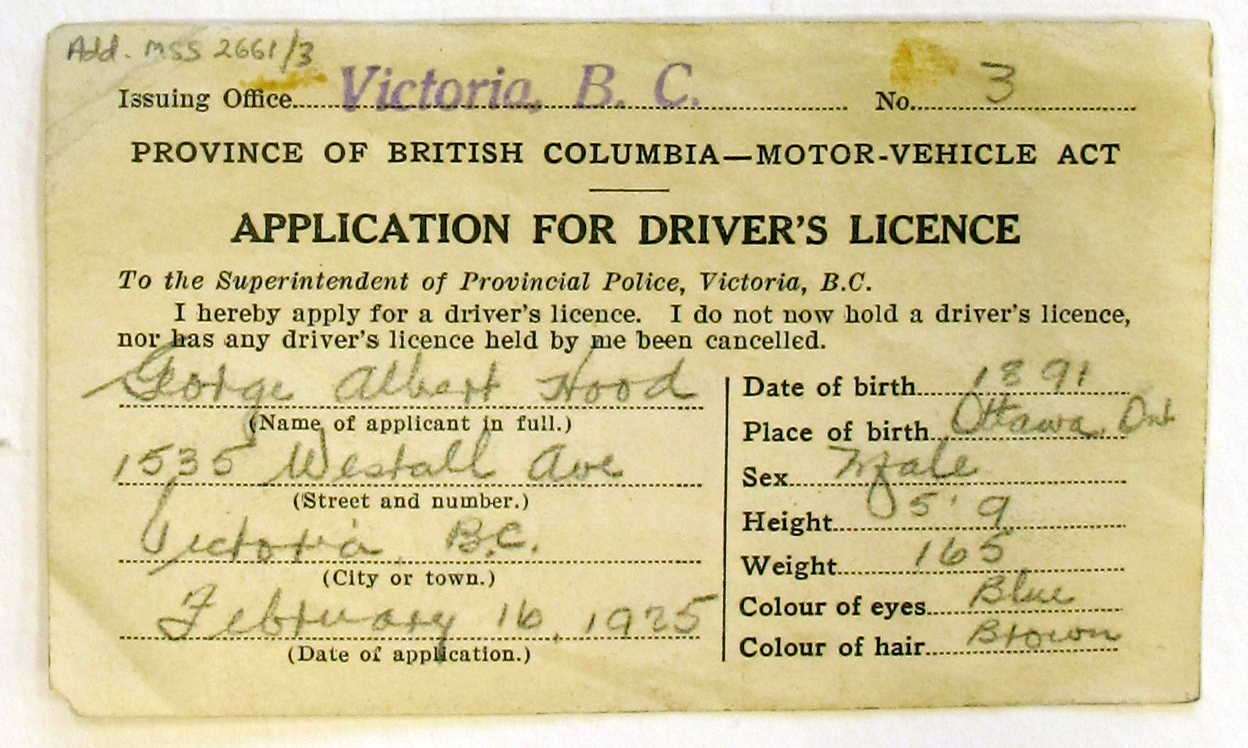 Add. MSS 2661/3
Issuing Office Victoria, B. C. No. 3
PROVINCE OF BRITISH COLUMBIA—MOTOR-VEHICLE ACT
APPLICATION FOR DRIVER'S LICENCE
To the Superintendent of Provincial Police, Victoria, B.C.
I hereby apply for a driver's licence. I do not now hold a driver's licence,
nor has any driver's licence held by me been cancelled.
George Albert Hood
(Name of applicant in full.)
1535 Westall Ave
(Street and number.)
Victoria B.C.
(City or town.)
February 16, 1925
(Date of application.)
Date of birth 1891
Place of birth Ottawa, Ont
Sex Male
Height 5' 9
Weight 165
Colour of eyes Blue
Colour of hair Brown